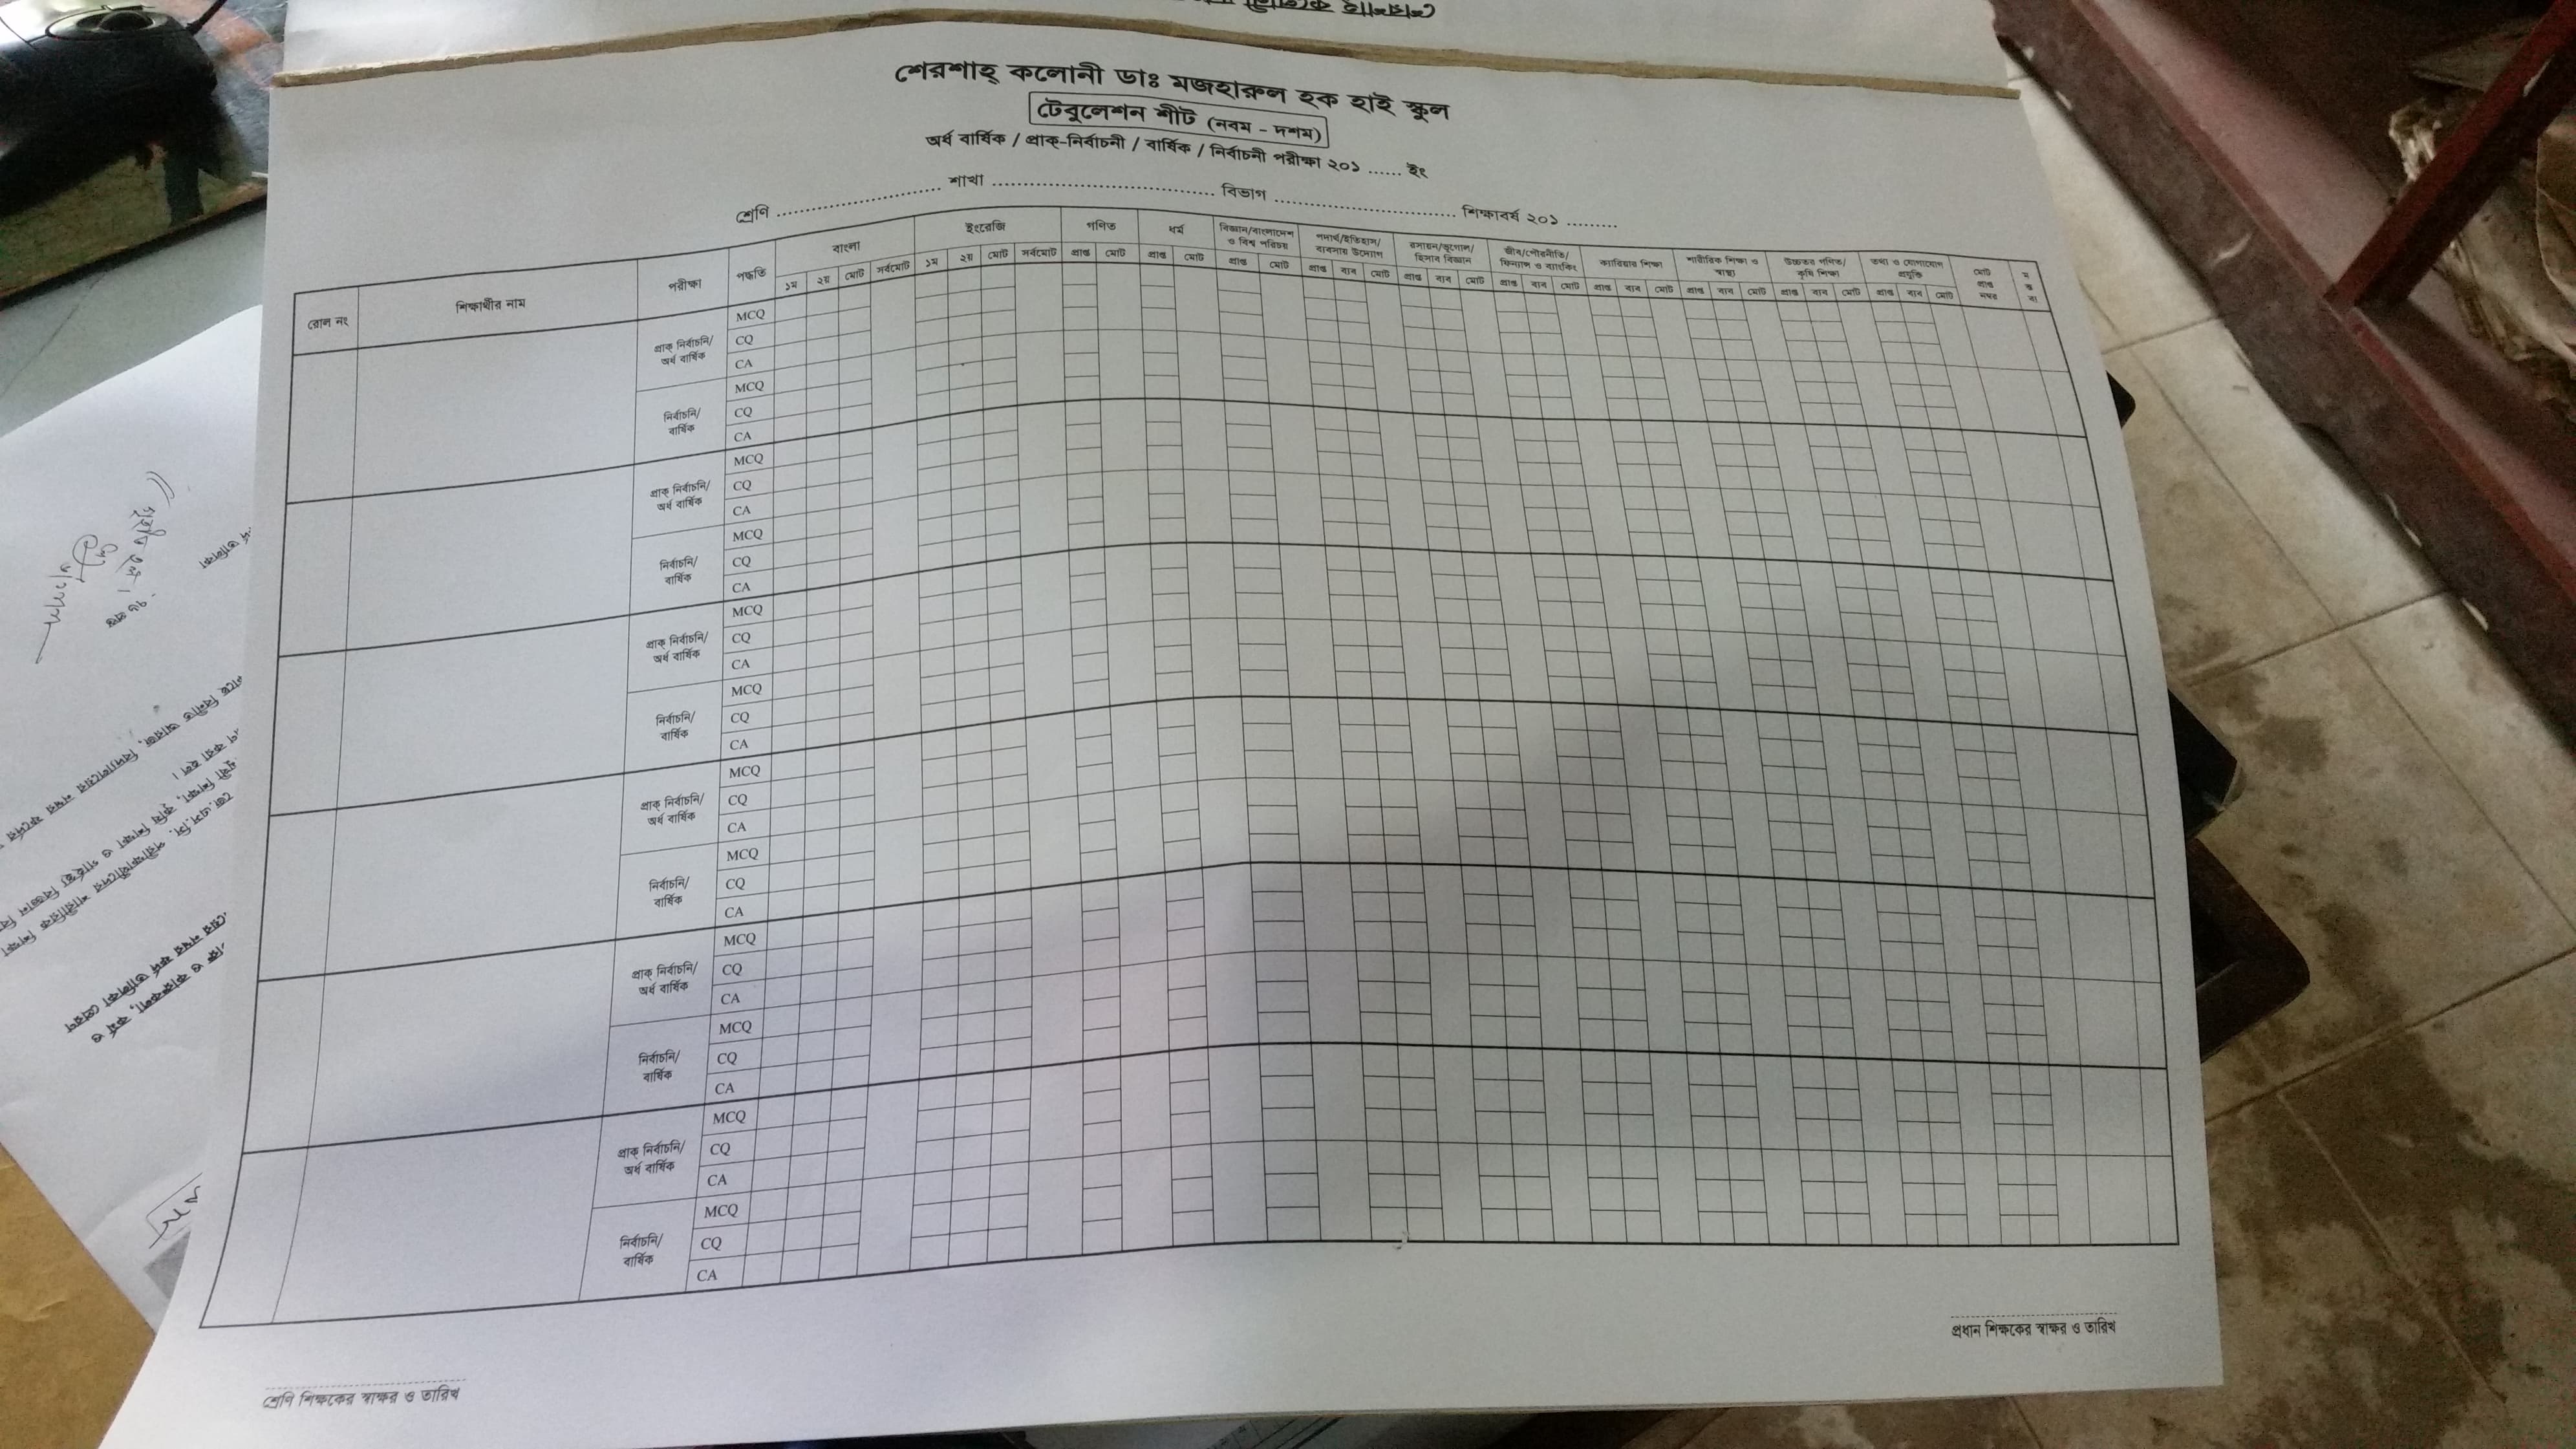 শেরশাহ্ কলোনী ডাঃ মজহারুল হক হাই স্কুল
টেবুলেশন শীট (নবম - দশম)
অর্ধ বার্ষিক / প্রাক্-নির্বাচনী / বার্ষিক / নির্বাচনী পরীক্ষা ২০১ ...... ইং
শ্রেণি .................... শাখা .................... বিভাগ .................... শিক্ষাবর্ষ ২০১ .........
রোল নং শিক্ষার্থীর নাম পরীক্ষা পদ্ধতি বাংলা ইংরেজি গণিত ধর্ম বিজ্ঞান/বাংলাদেশ ও বিশ্ব পরিচয় পদার্থ/ইতিহাস/ব্যবসায় উদ্যোগ রসায়ন/ভূগোল/হিসাব বিজ্ঞান জীব/পৌরনীতি/ফিন্যান্স ও ব্যাংকিং ক্যারিয়ার শিক্ষা শারীরিক শিক্ষা ও স্বাস্থ্য উচ্চতর গণিত/কৃষি শিক্ষা তথ্য ও যোগাযোগ প্রযুক্তি মোট প্রাপ্ত নম্বর মন্তব্য
১ম ২য় মোট সর্বমোট ১ম ২য় মোট সর্বমোট প্রাপ্ত মোট প্রাপ্ত মোট প্রাপ্ত মোট প্রাপ্ত ব্যব মোট প্রাপ্ত ব্যব মোট প্রাপ্ত ব্যব মোট প্রাপ্ত ব্যব মোট প্রাপ্ত ব্যব মোট প্রাপ্ত ব্যব মোট প্রাপ্ত ব্যব মোট
প্রাক্ নির্বাচনি/ অর্ধ বার্ষিক MCQ
CQ
CA
নির্বাচনি/ বার্ষিক MCQ
CQ
CA
প্রাক্ নির্বাচনি/ অর্ধ বার্ষিক MCQ
CQ
CA
নির্বাচনি/ বার্ষিক MCQ
CQ
CA
প্রাক্ নির্বাচনি/ অর্ধ বার্ষিক MCQ
CQ
CA
নির্বাচনি/ বার্ষিক MCQ
CQ
CA
প্রাক্ নির্বাচনি/ অর্ধ বার্ষিক MCQ
CQ
CA
নির্বাচনি/ বার্ষিক MCQ
CQ
CA
প্রাক্ নির্বাচনি/ অর্ধ বার্ষিক MCQ
CQ
CA
নির্বাচনি/ বার্ষিক MCQ
CQ
CA
প্রাক্ নির্বাচনি/ অর্ধ বার্ষিক MCQ
CQ
CA
নির্বাচনি/ বার্ষিক MCQ
CQ
CA
প্রধান শিক্ষকের স্বাক্ষর ও তারিখ
শ্রেণি শিক্ষকের স্বাক্ষর ও তারিখ